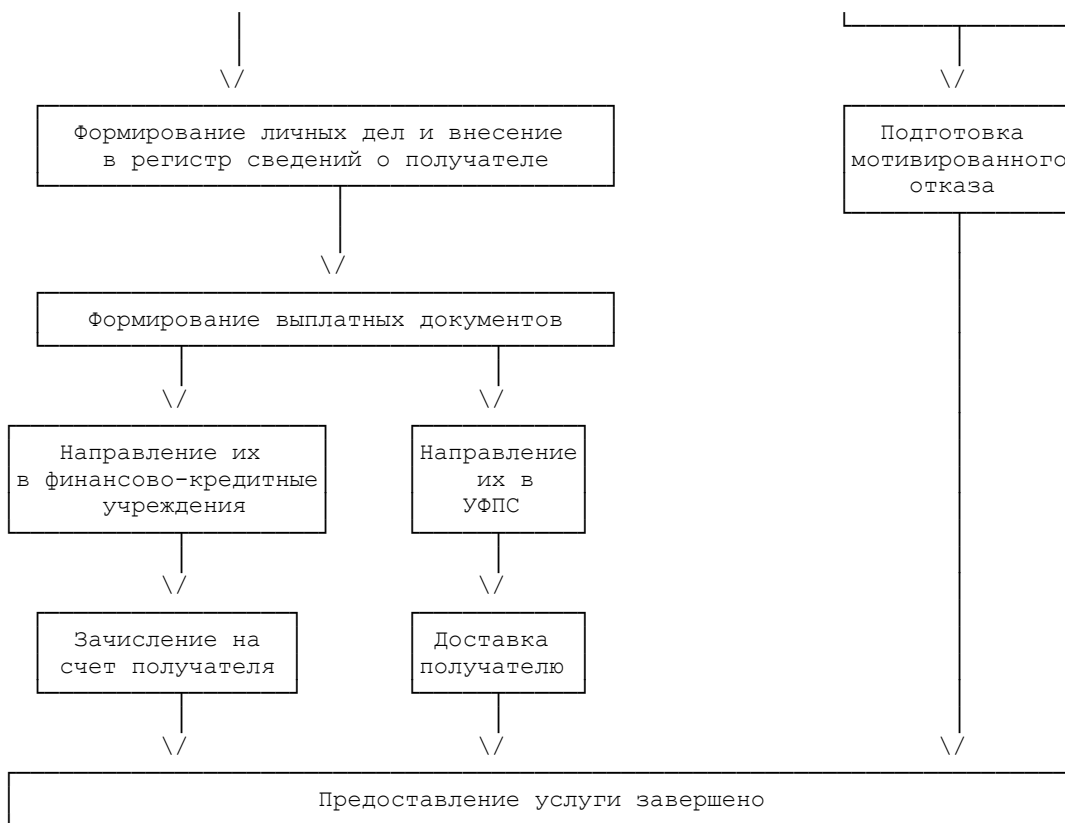 Формирование личных дел и внесение
в регистр сведений о получателе
Подготовка
мотивированного
отказа
Формирование выплатных документов
Направление их
в финансово-кредитные
учреждения
Направление
их в
УФПС
Зачисление на
счет получателя
Доставка
получателю
Предоставление услуги завершено